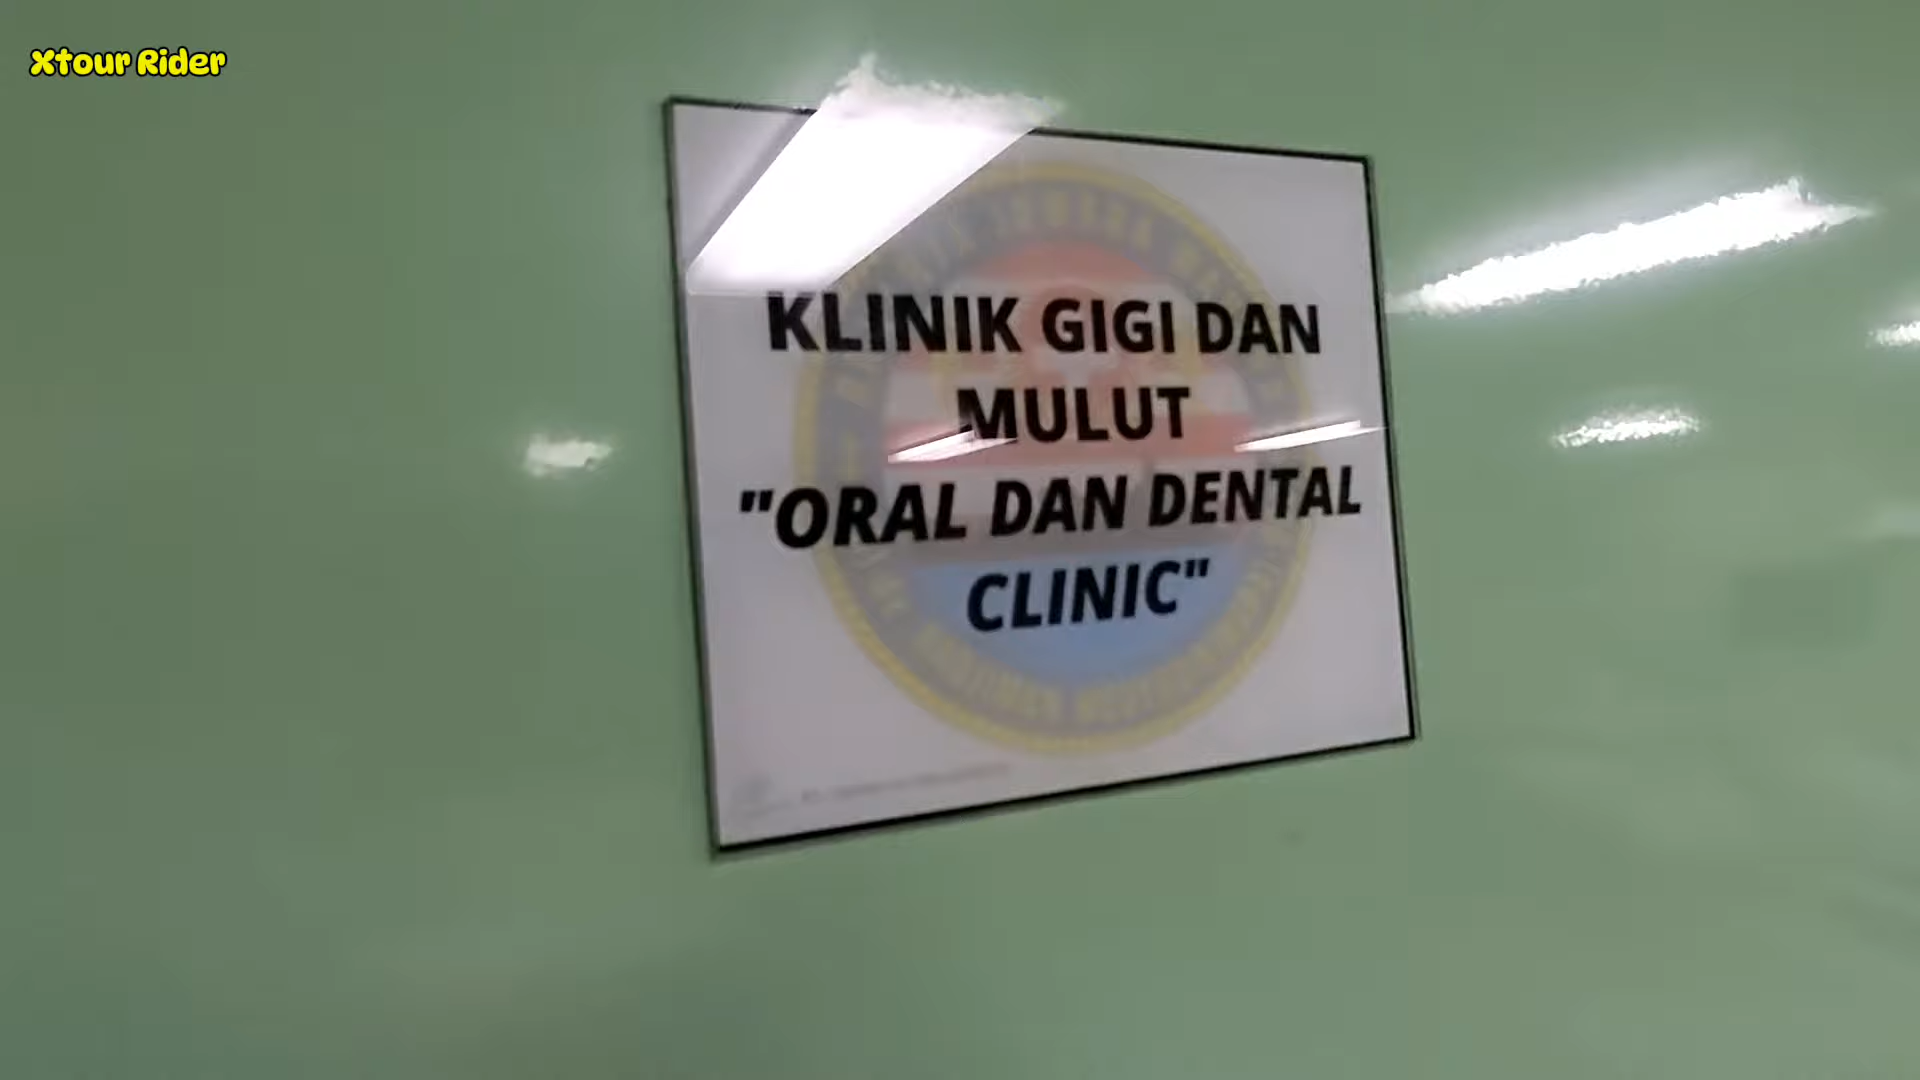 Xtour Rider
KLINIK GIGI DAN
MULUT
"ORAL DAN DENTAL
CLINIC"